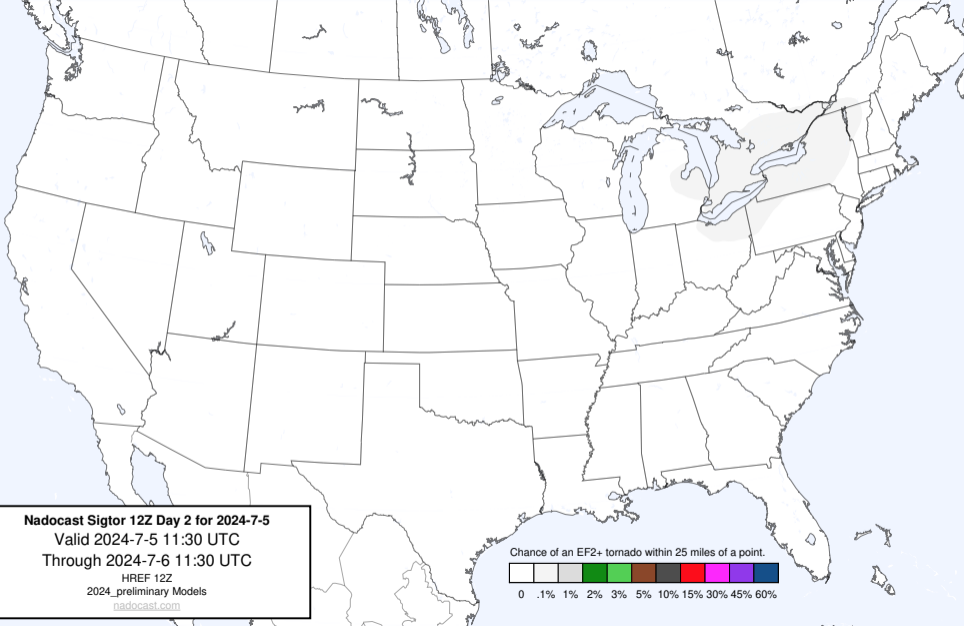 Nadocast Sigtor 12Z Day 2 for 2024-7-5
Valid 2024-7-5 11:30 UTC
Through 2024-7-6 11:30 UTC
HREF 12Z
2024_preliminary Models
nadocast.com
Chance of an EF2+ tornado within 25 miles of a point.
0 .1% 1% 2% 3% 5% 10% 15% 30% 45% 60%